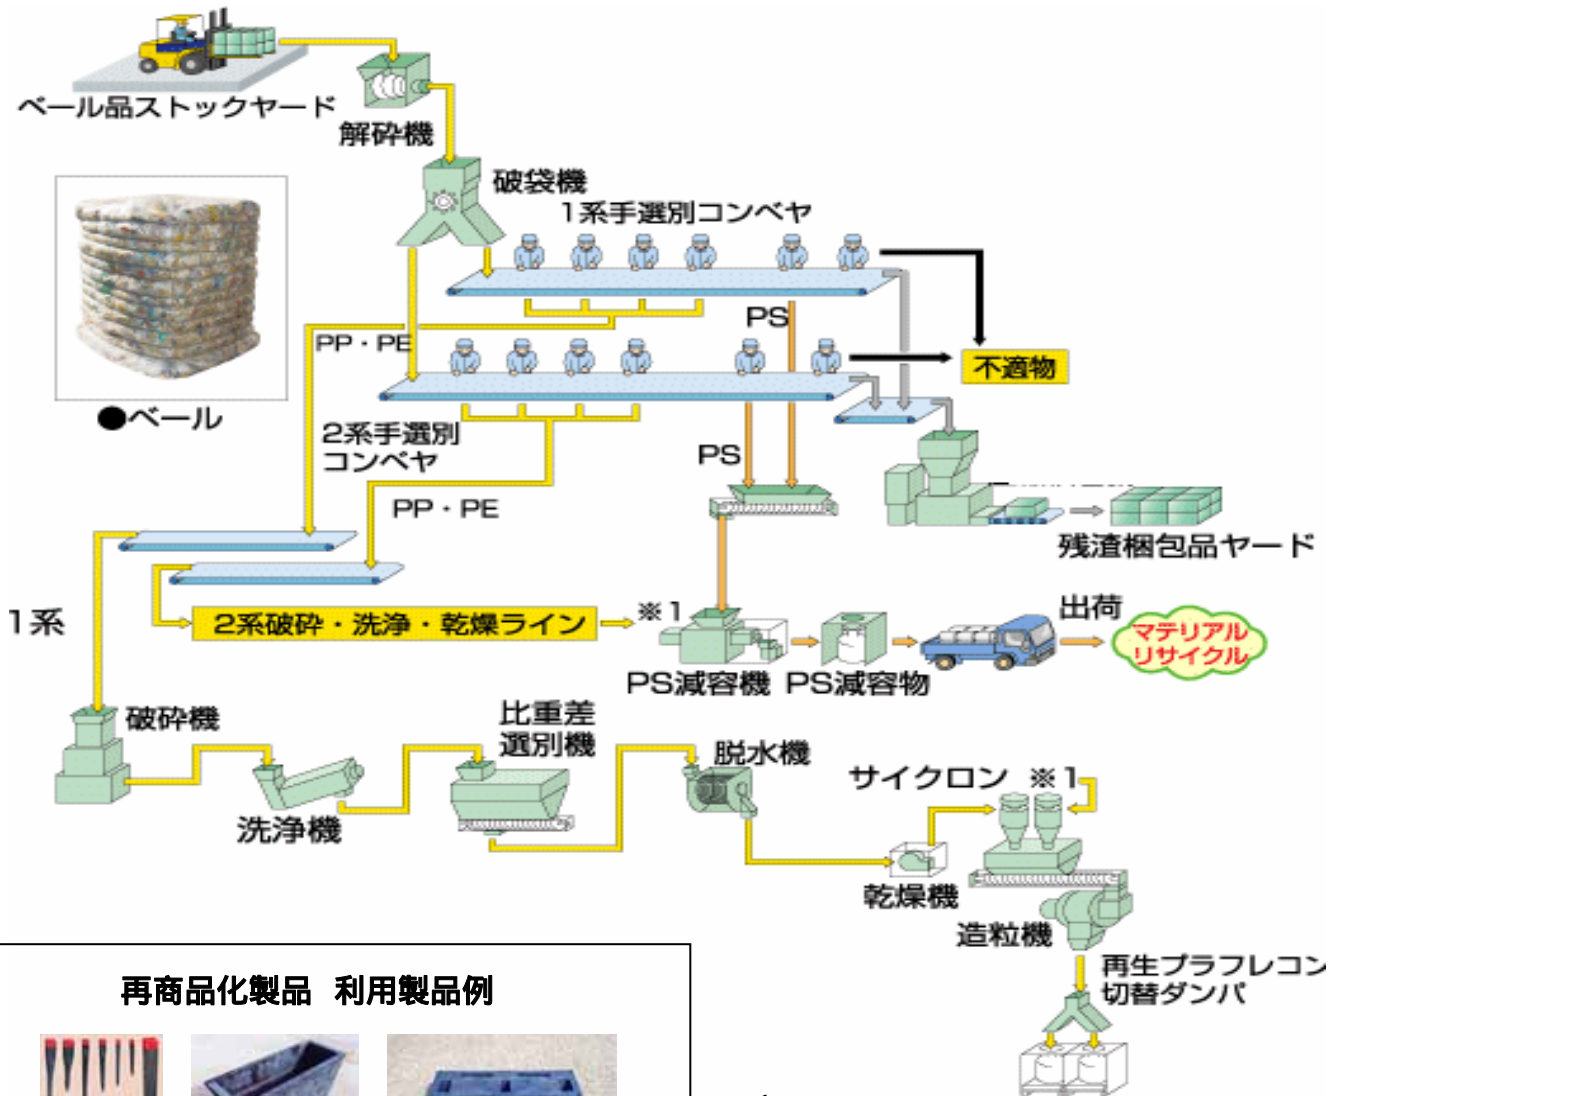 ベール品ストックヤード
解砕機
破袋機
1系手選別コンベヤ
PS
PP・PE
不適物
●ベール
2系手選別
コンベヤ
PS
PP・PE
残渣梱包品ヤード
1系
2系破砕・洗浄・乾燥ライン
※1
出荷
マテリアル
リサイクル
PS減容機
PS減容物
破砕機
比重差
選別機
脱水機
サイクロン ※1
洗浄機
乾燥機
造粒機
再生プラフレコン
切替ダンパ
再商品化製品 利用製品例